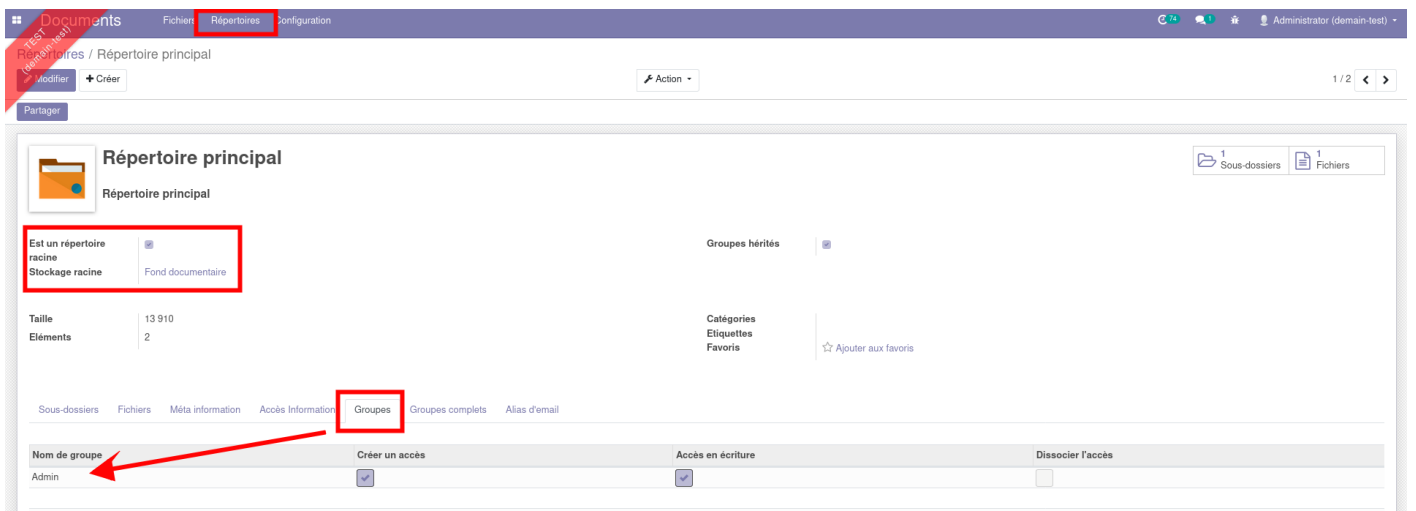 Documents Fichiers Répertoires Configuration 74 1 Administrator (demain-test)
TEST
(demain-test)
Répertoires / Répertoire principal
Modifier Créer Action 1 / 2
Partager
Répertoire principal
1 Sous-dossiers 1 Fichiers
Répertoire principal
Est un répertoire racine Groupes hérités
Stockage racine Fond documentaire
Taille 13 910 Catégories
Etiquettes
Eléments 2 Favoris Ajouter aux favoris
Sous-dossiers Fichiers Méta information Accès Information Groupes Groupes complets Alias d'email
Nom de groupe Créer un accès Accès en écriture Dissocier l'accès
Admin